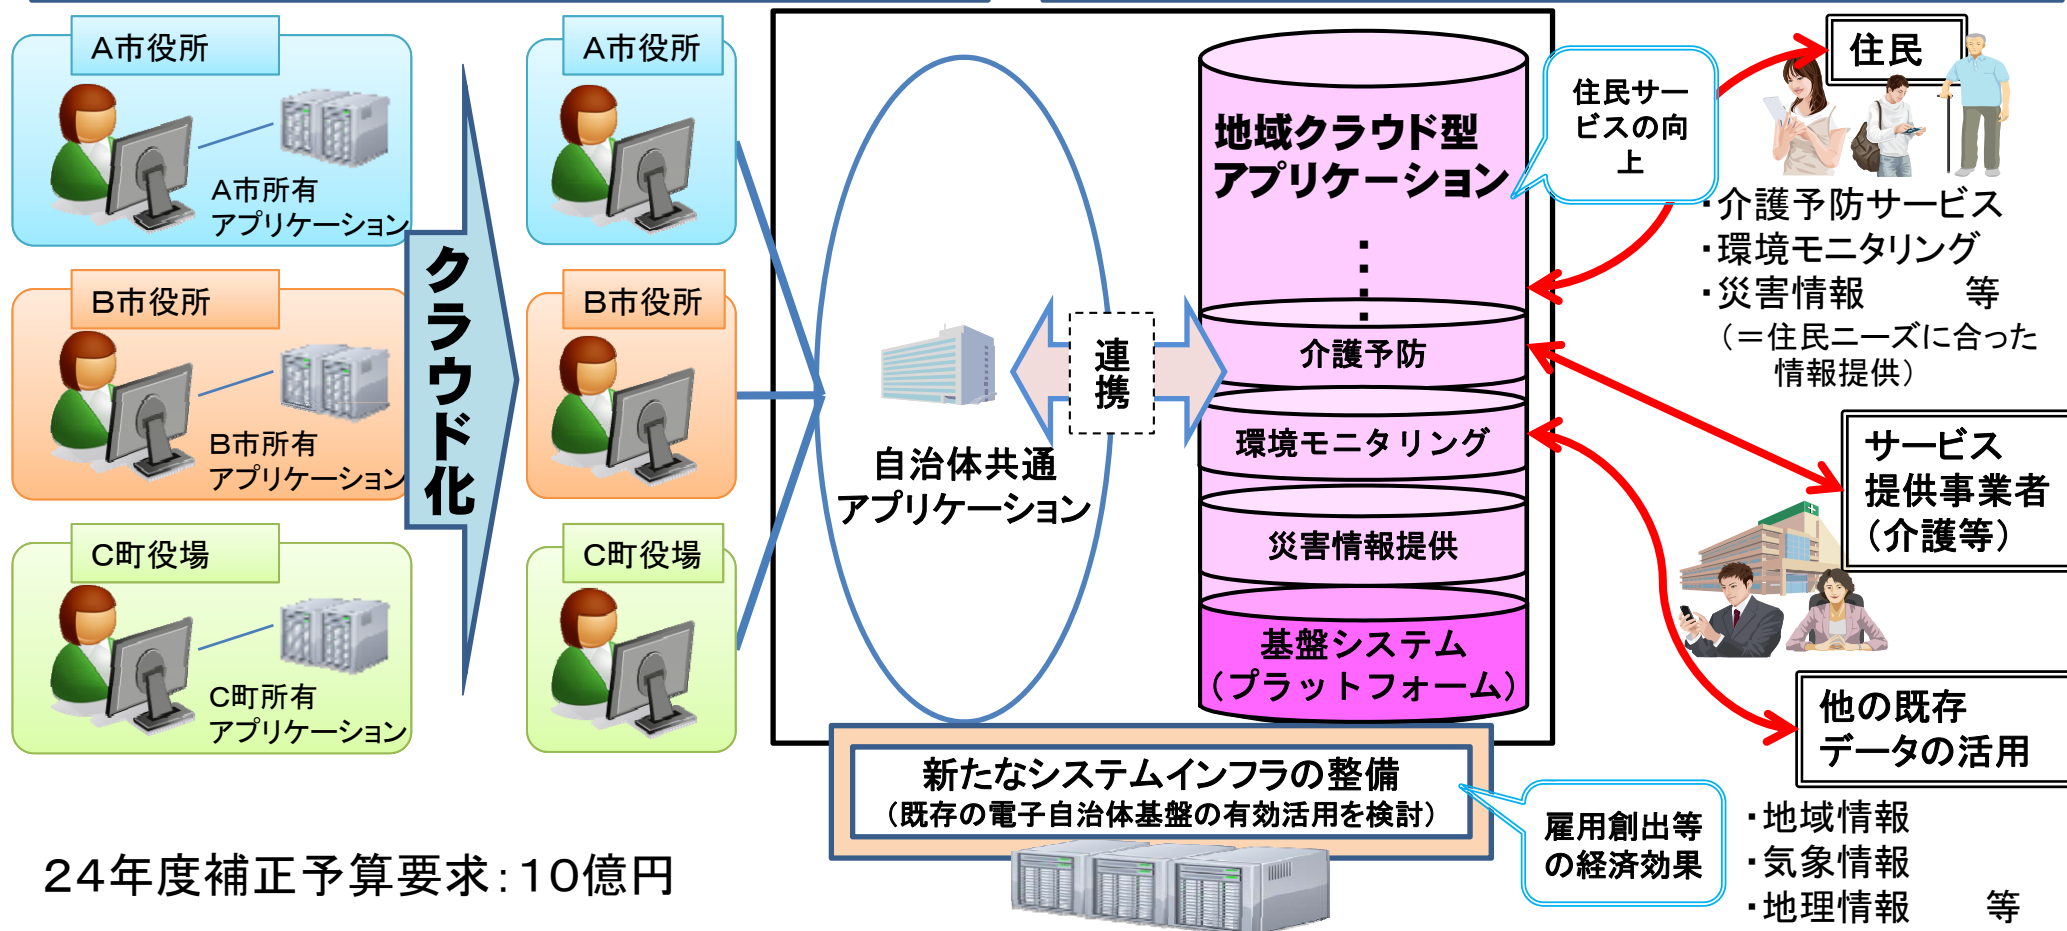 A市役所
A市所有
アプリケーション
B市役所
B市所有
アプリケーション
C町役場
C町所有
アプリケーション
クラウド化
A市役所
B市役所
C町役場
自治体共通
アプリケーション
連携
地域クラウド型
アプリケーション
介護予防
環境モニタリング
災害情報提供
基盤システム
（プラットフォーム）
住民サー
ビスの向
上
住民
・介護予防サービス
・環境モニタリング
・災害情報　　　等
（＝住民ニーズに合った
情報提供）
サービス
提供事業者
（介護等）
他の既存
データの活用
・地域情報
・気象情報
・地理情報　　等
新たなシステムインフラの整備
（既存の電子自治体基盤の有効活用を検討）
雇用創出等
の経済効果
24年度補正予算要求：10億円